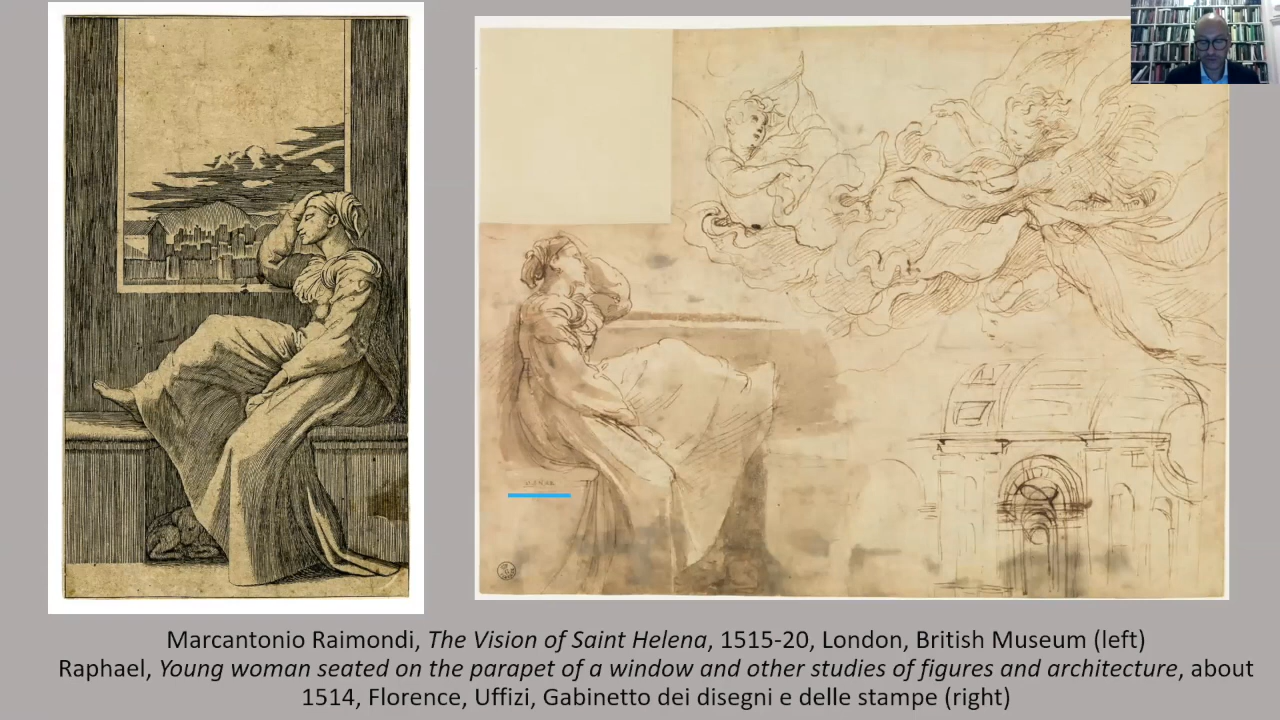 Marcantonio Raimondi, The Vision of Saint Helena, 1515-20, London, British Museum (left)
Raphael, Young woman seated on the parapet of a window and other studies of figures and architecture, about
1514, Florence, Uffizi, Gabinetto dei disegni e delle stampe (right)